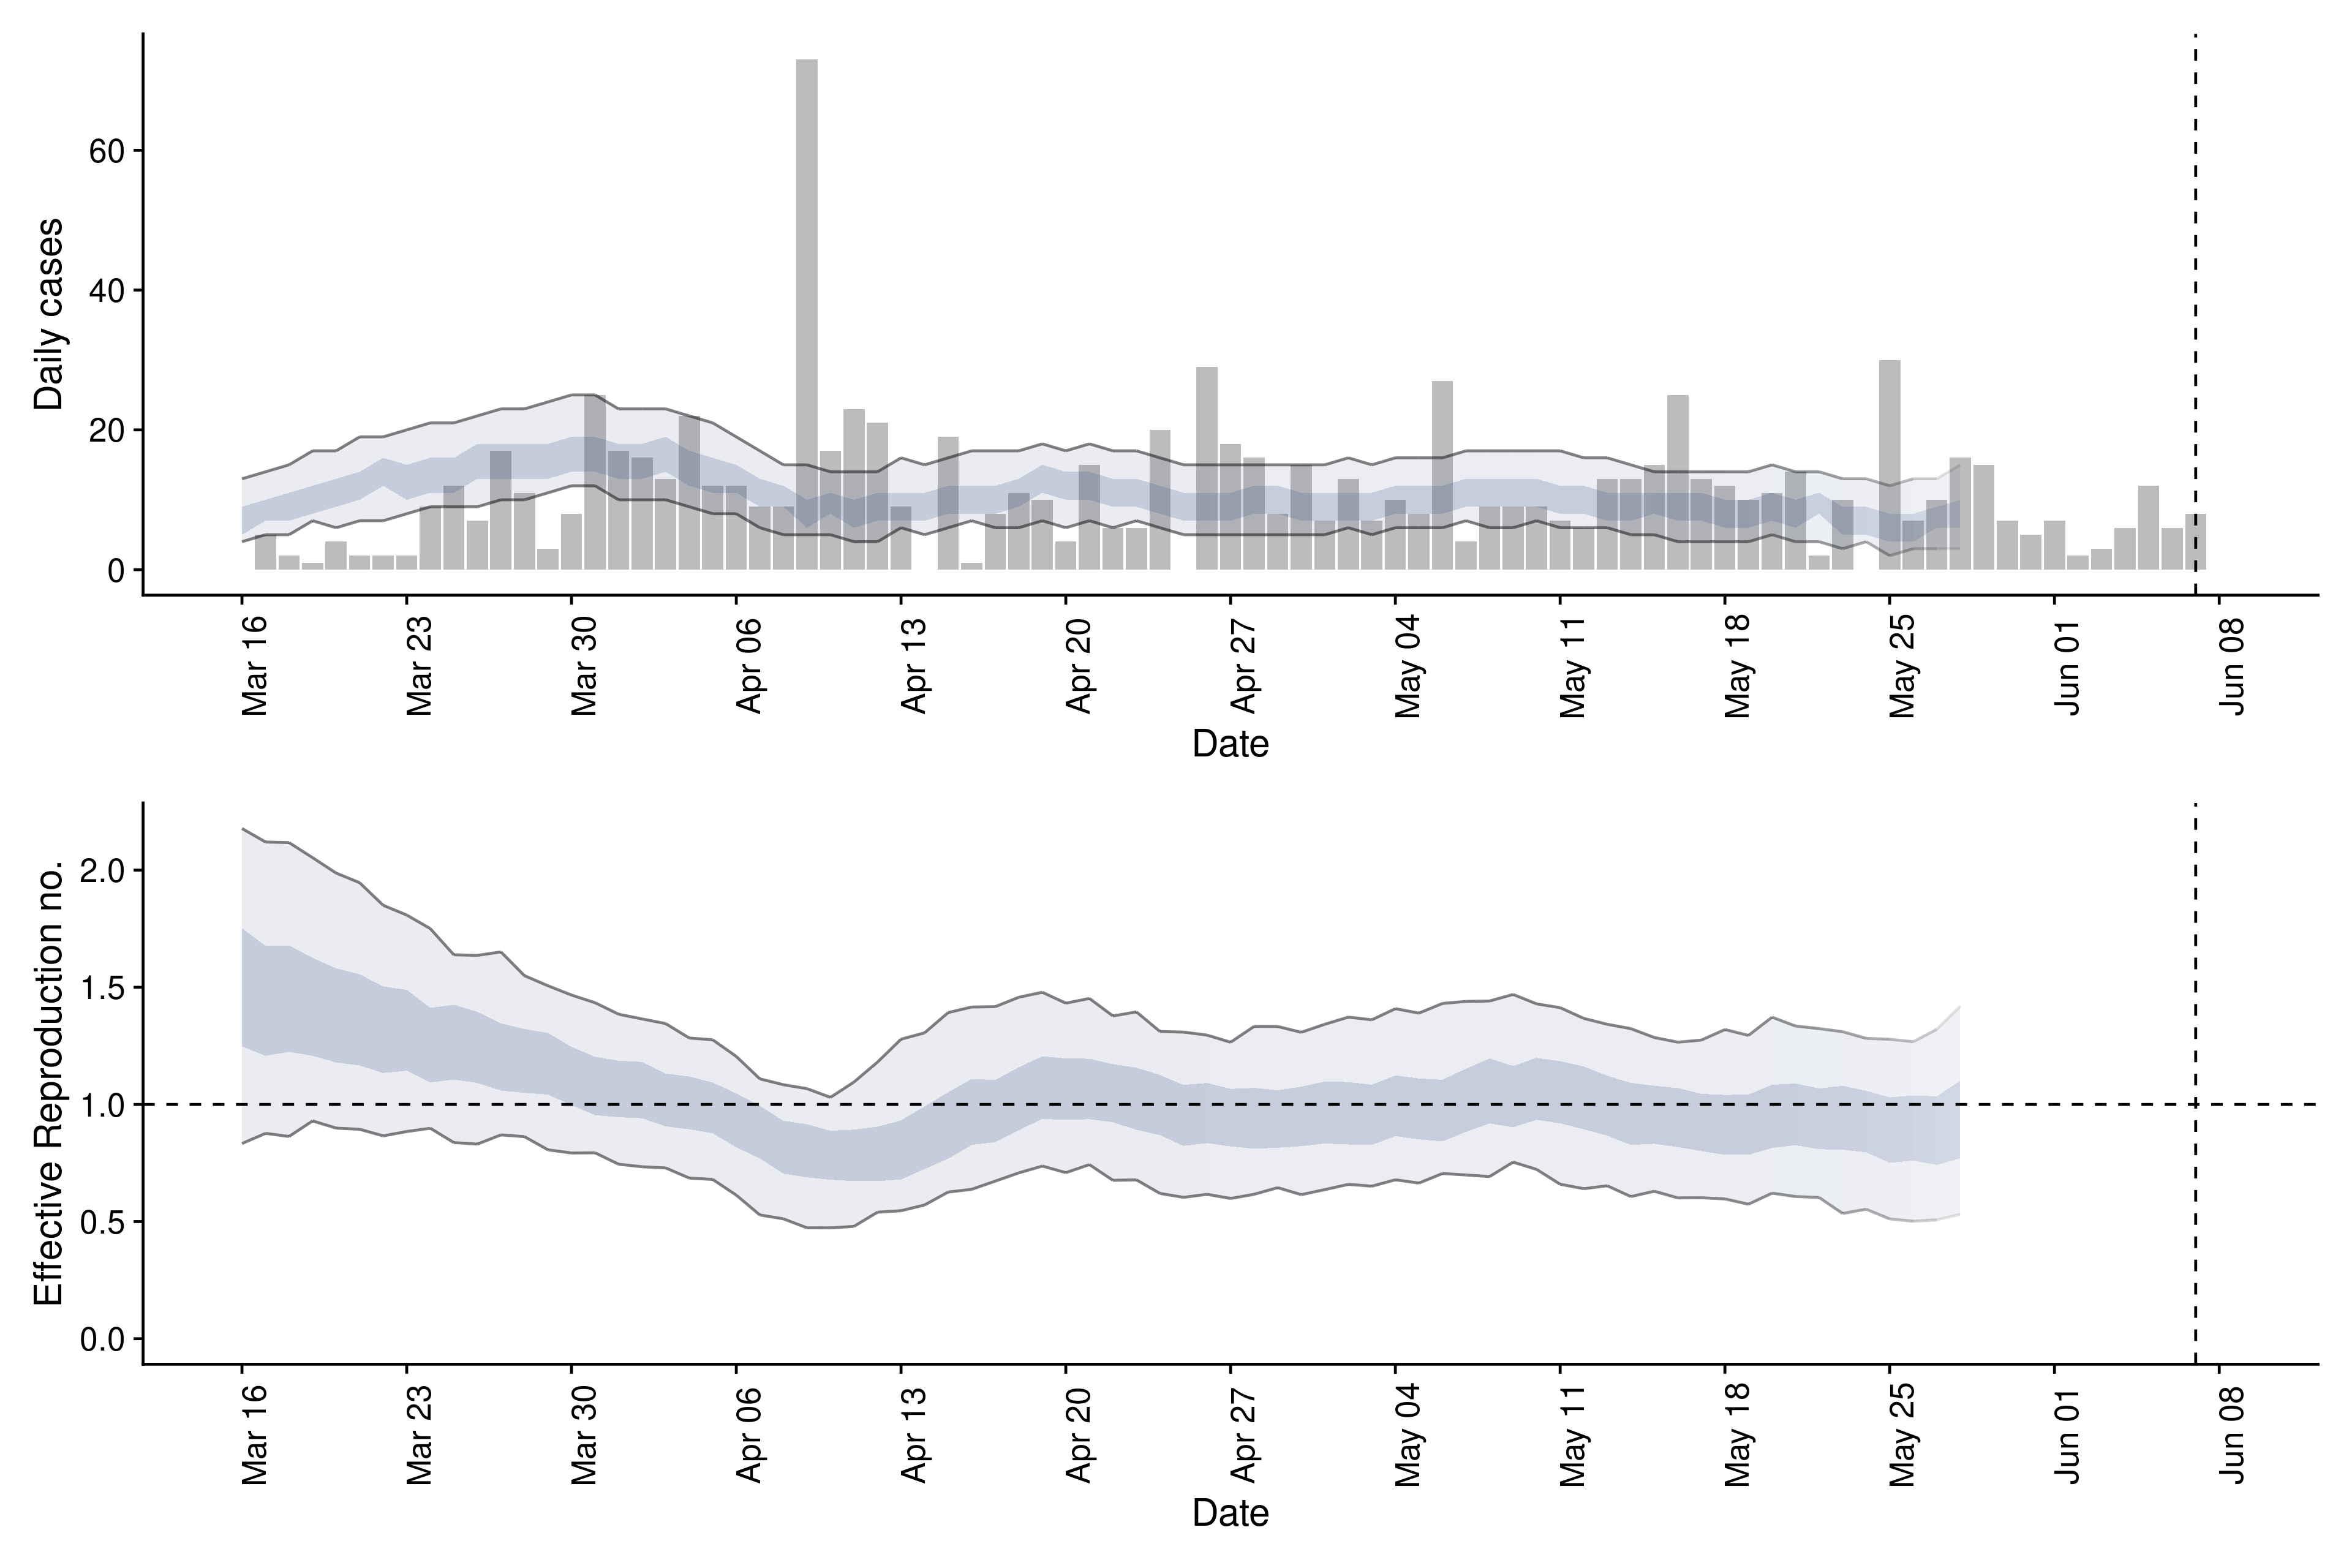 Daily cases
60
40
20
0
Mar 16
Mar 23
Mar 30
Apr 06
Apr 13
Apr 20
Apr 27
May 04
May 11
May 18
May 25
Jun 01
Jun 08
Date
Effective Reproduction no.
2.0
1.5
1.0
0.5
0.0
Mar 16
Mar 23
Mar 30
Apr 06
Apr 13
Apr 20
Apr 27
May 04
May 11
May 18
May 25
Jun 01
Jun 08
Date